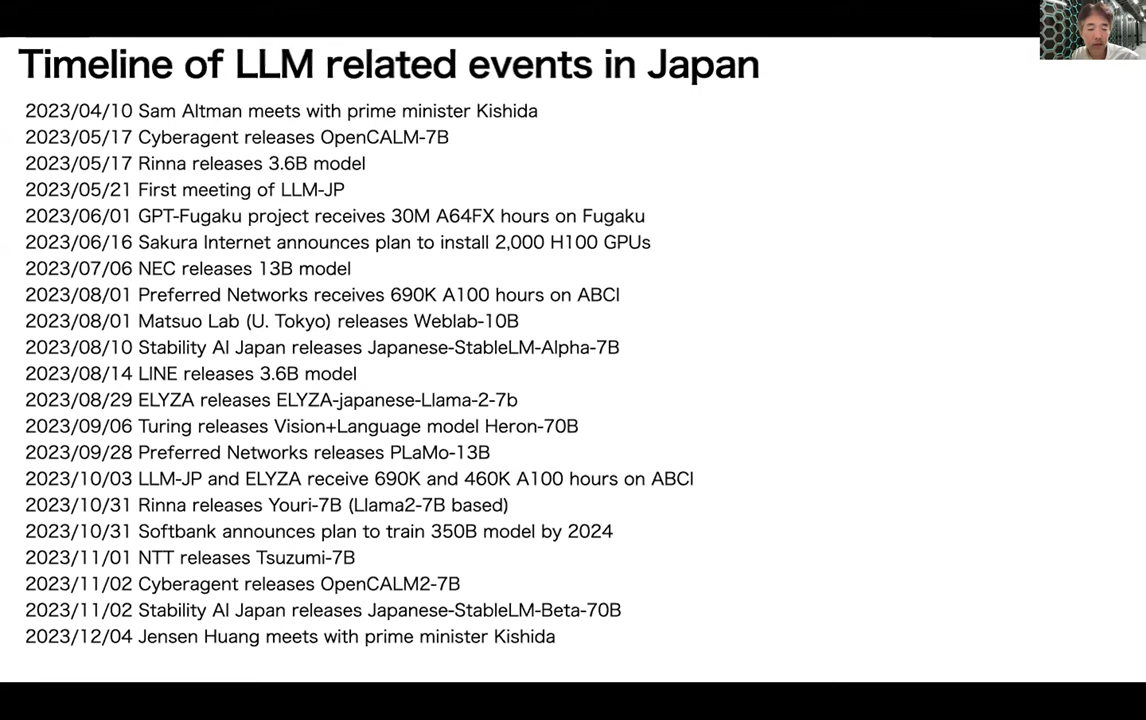 Timeline of LLM related events in Japan
2023/04/10 Sam Altman meets with prime minister Kishida
2023/05/17 Cyberagent releases OpenCALM-7B
2023/05/17 Rinna releases 3.6B model
2023/05/21 First meeting of LLM-JP
2023/06/01 GPT-Fugaku project receives 30M A64FX hours on Fugaku
2023/06/16 Sakura Internet announces plan to install 2,000 H100 GPUs
2023/07/06 NEC releases 13B model
2023/08/01 Preferred Networks receives 690K A100 hours on ABCI
2023/08/01 Matsuo Lab (U. Tokyo) releases Weblab-10B
2023/08/10 Stability AI Japan releases Japanese-StableLM-Alpha-7B
2023/08/14 LINE releases 3.6B model
2023/08/29 ELYZA releases ELYZA-japanese-Llama-2-7b
2023/09/06 Turing releases Vision+Language model Heron-70B
2023/09/28 Preferred Networks releases PLaMo-13B
2023/10/03 LLM-JP and ELYZA receive 690K and 460K A100 hours on ABCI
2023/10/31 Rinna releases Youri-7B (Llama2-7B based)
2023/10/31 Softbank announces plan to train 350B model by 2024
2023/11/01 NTT releases Tsuzumi-7B
2023/11/02 Cyberagent releases OpenCALM2-7B
2023/11/02 Stability AI Japan releases Japanese-StableLM-Beta-70B
2023/12/04 Jensen Huang meets with prime minister Kishida